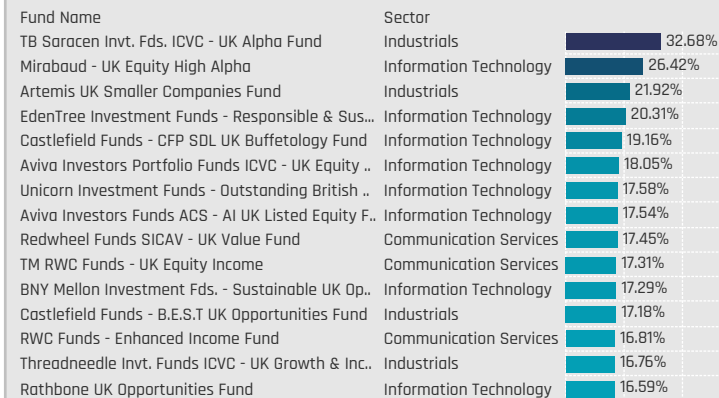 Fund Name Sector
TB Saracen Invt. Fds. ICVC - UK Alpha Fund Industrials 32.68%
Mirabaud - UK Equity High Alpha Information Technology 26.42%
Artemis UK Smaller Companies Fund Industrials 21.92%
EdenTree Investment Funds - Responsible & Sus... Information Technology 20.31%
Castlefield Funds - CFP SDL UK Buffetology Fund Information Technology 19.16%
Aviva Investors Portfolio Funds ICVC - UK Equity .. Information Technology 18.05%
Unicorn Investment Funds - Outstanding British .. Information Technology 17.58%
Aviva Investors Funds ACS - AI UK Listed Equity F.. Information Technology 17.54%
Redwheel Funds SICAV - UK Value Fund Communication Services 17.45%
TM RWC Funds - UK Equity Income Communication Services 17.31%
BNY Mellon Investment Fds. - Sustainable UK Op.. Information Technology 17.29%
Castlefield Funds - B.E.S.T UK Opportunities Fund Industrials 17.18%
RWC Funds - Enhanced Income Fund Communication Services 16.81%
Threadneedle Invt. Funds ICVC - UK Growth & Inc.. Industrials 16.76%
Rathbone UK Opportunities Fund Information Technology 16.59%